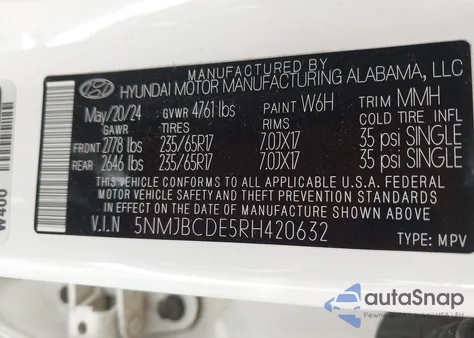 MANUFACTURED BY
HYUNDAI MOTOR MANUFACTURING ALABAMA, LLC
May/20/24 GVWR 4761 lbs PAINT W6H TRIM MMH
GAWR TIRES RIMS COLD TIRE INFL
FRONT 2778 lbs 235/65R17 7.0JX17 35 psi SINGLE
REAR 2646 lbs 235/65R17 7.0JX17 35 psi SINGLE
THIS VEHICLE CONFORMS TO ALL APPLICABLE U.S.A. FEDERAL
MOTOR VEHICLE SAFETY, BUMPER, AND THEFT PREVENTION STANDARDS
IN EFFECT ON THE DATE OF MANUFACTURE SHOWN ABOVE.
V.I.N 5NMJBCDE5RH420632 TYPE: MPV
W400
autoSnap